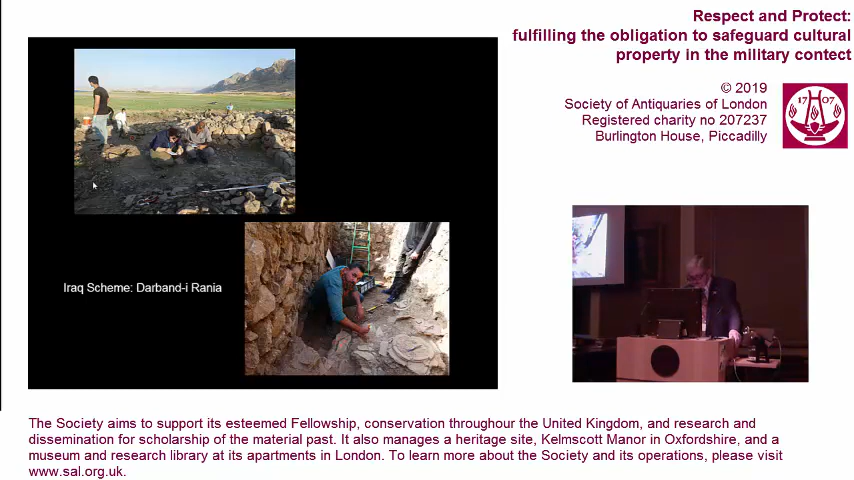 Respect and Protect:
fulfilling the obligation to safeguard cultural
property in the military contect
© 2019
Society of Antiquaries of London
Registered charity no 207237
Burlington House, Piccadilly
17 07
Iraq Scheme: Darband-i Rania
The Society aims to support its esteemed Fellowship, conservation throughour the United Kingdom, and research and
dissemination for scholarship of the material past. It also manages a heritage site, Kelmscott Manor in Oxfordshire, and a
museum and research library at its apartments in London. To learn more about the Society and its operations, please visit
www.sal.org.uk.